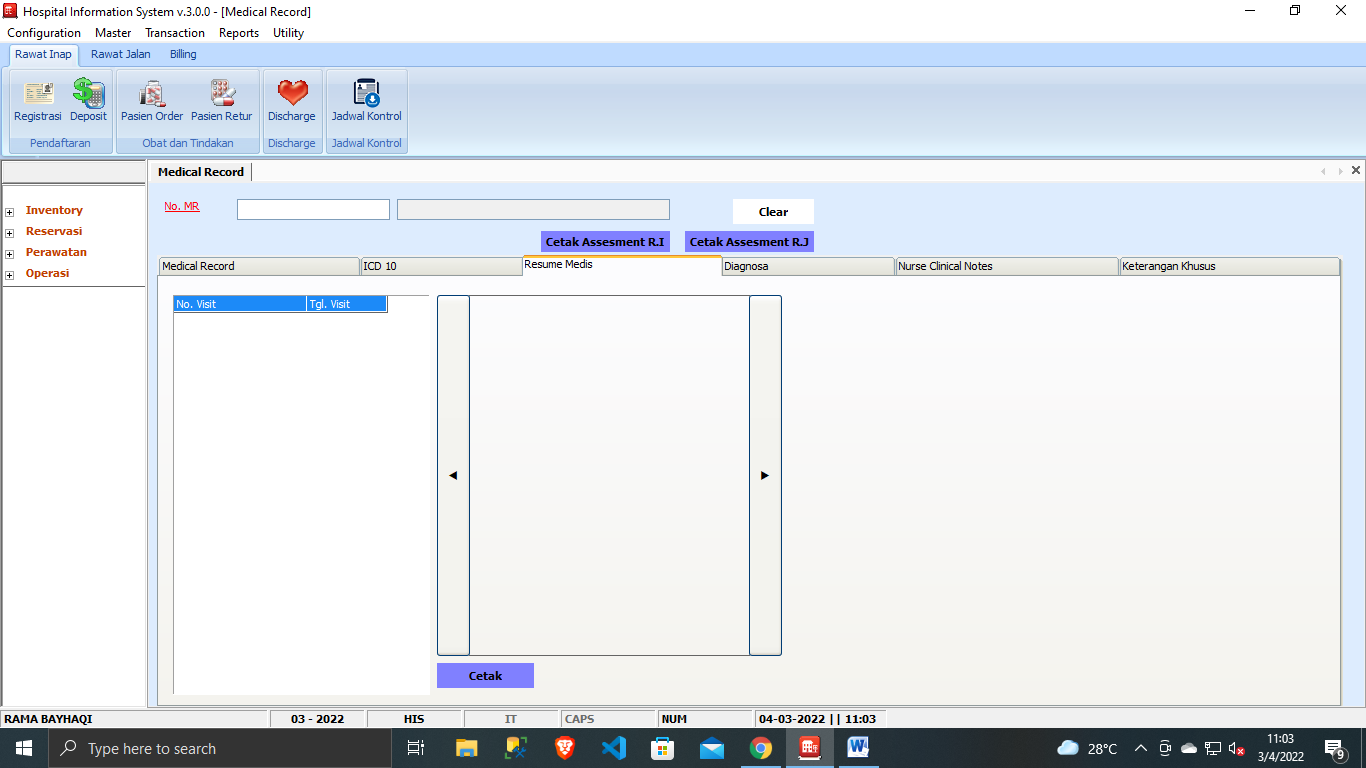 Hospital Information System v.3.0.0 - [Medical Record]
Configuration Master Transaction Reports Utility
Rawat Inap Rawat Jalan Billing
Registrasi Deposit Pasien Order Pasien Retur Discharge Jadwal Kontrol
Pendaftaran Obat dan Tindakan Discharge Jadwal Kontrol
Medical Record
Inventory
Reservasi
Perawatan
Operasi
No. MR
Clear
Cetak Assesment R.I Cetak Assesment R.J
Medical Record ICD 10 Resume Medis Diagnosa Nurse Clinical Notes Keterangan Khusus
No. Visit Tgl. Visit
Cetak
RAMA BAYHAQI 03 - 2022 HIS IT CAPS NUM 04-03-2022 || 11:03
Type here to search
28°C
11:03
3/4/2022
9